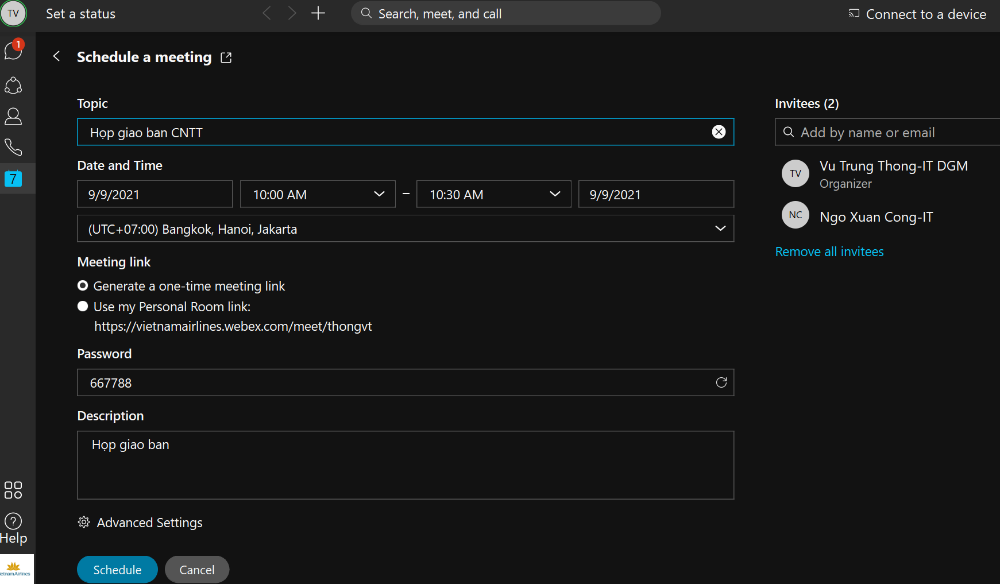 TV
Set a status
Search, meet, and call
Connect to a device
1
7
Help
Schedule a meeting
Topic
Họp giao ban CNTT
Date and Time
9/9/2021
10:00 AM
–
10:30 AM
9/9/2021
(UTC+07:00) Bangkok, Hanoi, Jakarta
Meeting link
Generate a one-time meeting link
Use my Personal Room link:
https://vietnamairlines.webex.com/meet/thongvt
Password
667788
Description
Họp giao ban
Advanced Settings
Schedule
Cancel
Invitees (2)
Add by name or email
TV
Vu Trung Thong-IT DGM
Organizer
NC
Ngo Xuan Cong-IT
Remove all invitees
ietnam Airlines